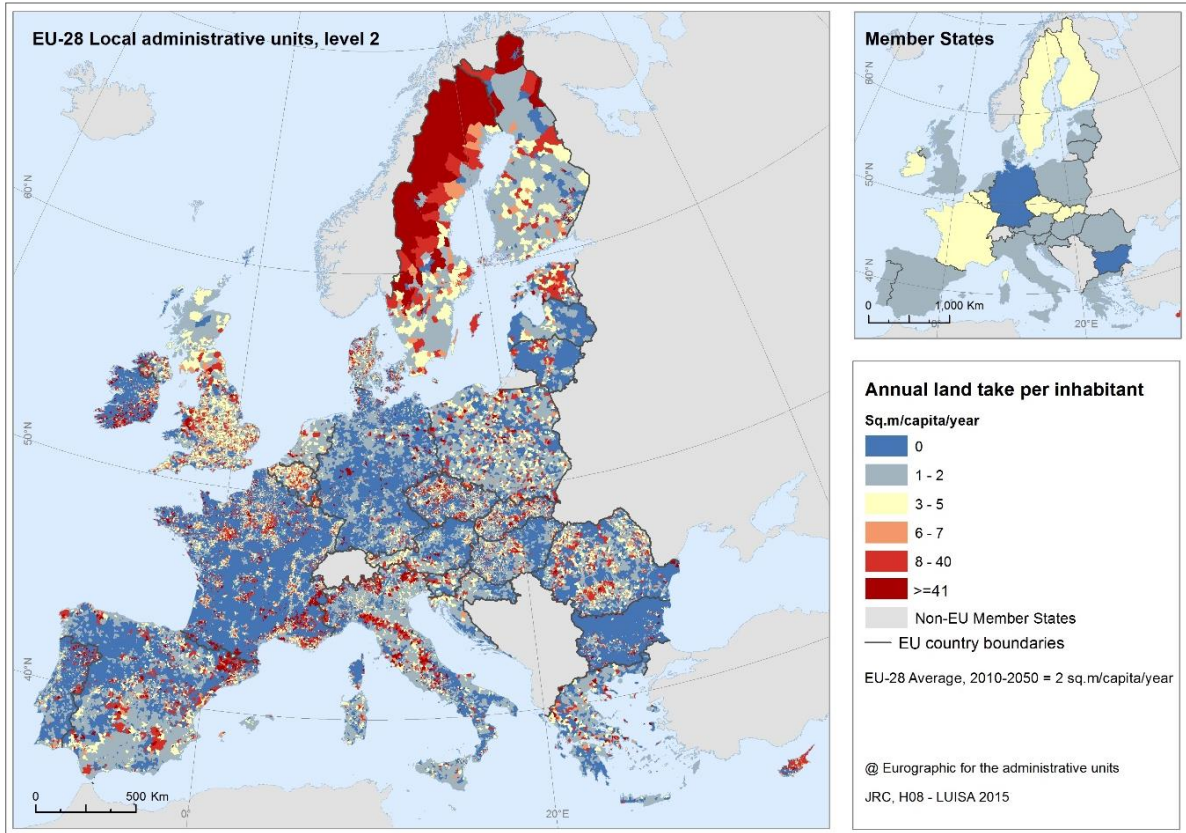 EU-28 Local administrative units, level 2
60°N
50°N
40°N
0 500 Km
0°
20°E
Member States
60°N
50°N
40°N
0 1,000 Km
0°
20°E
Annual land take per inhabitant
Sq.m/capita/year
0
1 - 2
3 - 5
6 - 7
8 - 40
>=41
Non-EU Member States
EU country boundaries
EU-28 Average, 2010-2050 = 2 sq.m/capita/year
@ Eurographic for the administrative units
JRC, H08 - LUISA 2015